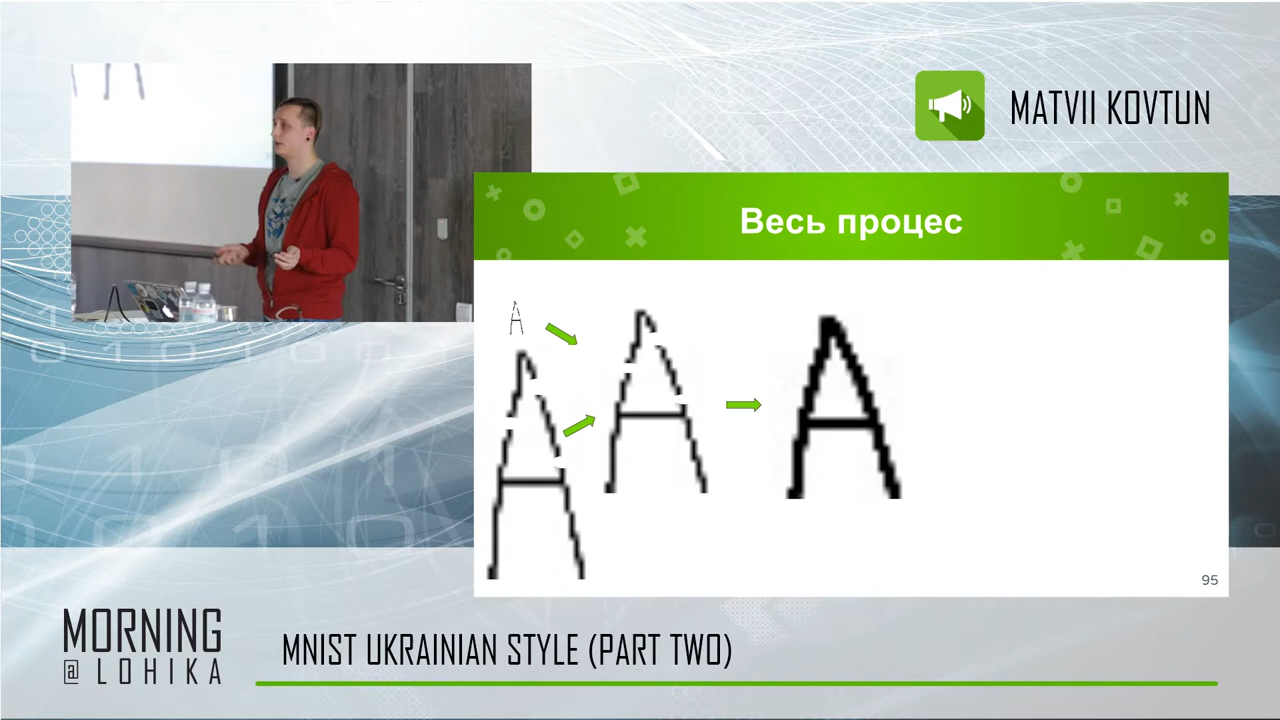 MATVII KOVTUN
Весь процес
A
A
A
A
95
MORNING
@ LOHIKA
MNIST UKRAINIAN STYLE (PART TWO)